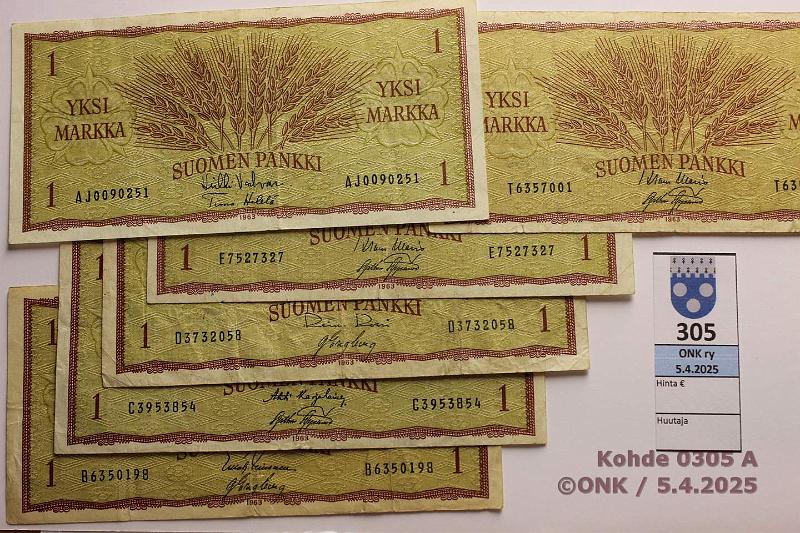 1 1
YKSI MARKKA YKSI MARKKA
SUOMEN PANKKI
1 AJ0090251 AJ0090251 1
1963
YKSI MARKKA
SUOMEN PANKKI
T6357001 T63
1963
SUOMEN PANKKI
1 E7527327 E7527327 1
1963
SUOMEN PANKKI
1 D3732058 D3732058 1
1963
SUOMEN PANKKI
1 C3953854 C3953854 1
1963
1 B6350198 B6350198 1
1963
305
ONK ry
5.4.2025
Hinta €
Huutaja
Kohde 0305 A
©ONK / 5.4.2025